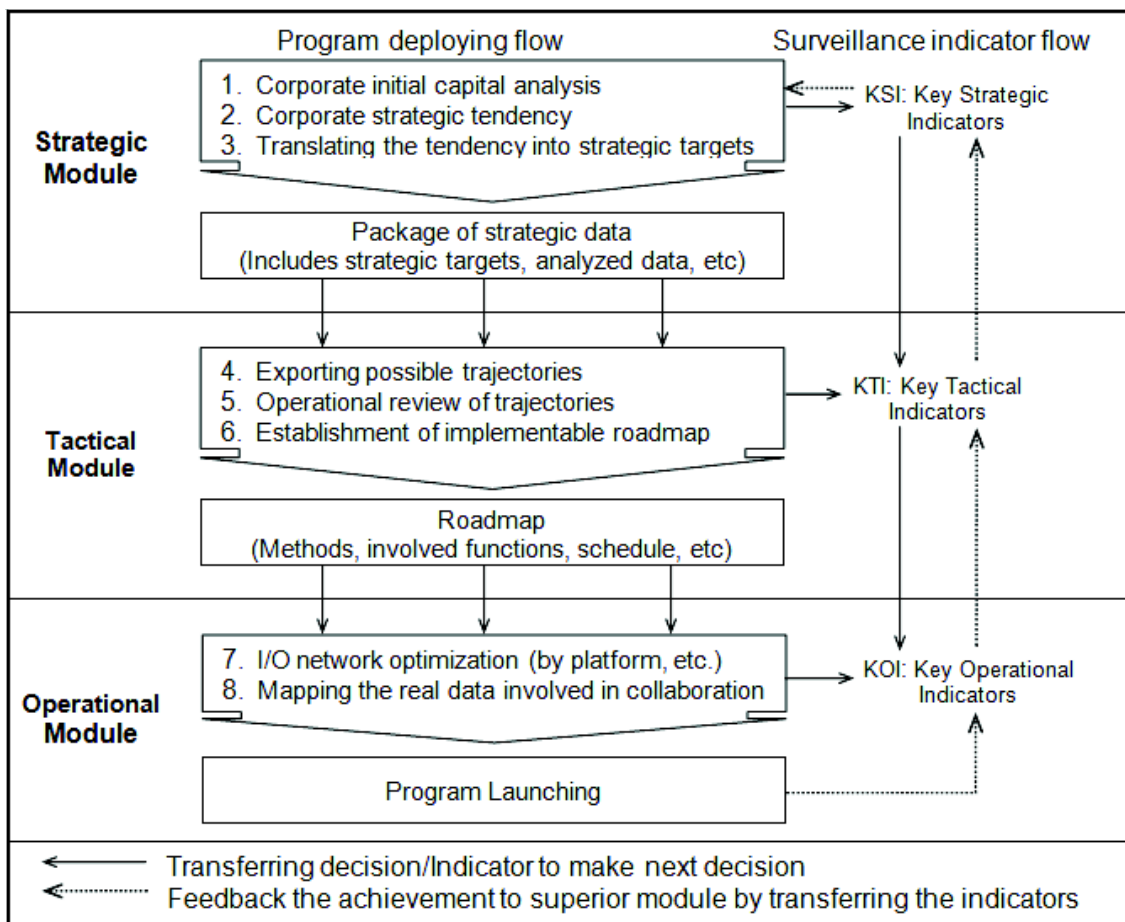 Program deploying flow
Surveillance indicator flow
Strategic
Module
1. Corporate initial capital analysis
2. Corporate strategic tendency
3. Translating the tendency into strategic targets
KSI: Key Strategic
Indicators
Package of strategic data
(Includes strategic targets, analyzed data, etc)
Tactical
Module
4. Exporting possible trajectories
5. Operational review of trajectories
6. Establishment of implementable roadmap
KTI: Key Tactical
Indicators
Roadmap
(Methods, involved functions, schedule, etc)
Operational
Module
7. I/O network optimization (by platform, etc.)
8. Mapping the real data involved in collaboration
KOI: Key Operational
Indicators
Program Launching
Transferring decision/Indicator to make next decision
Feedback the achievement to superior module by transferring the indicators